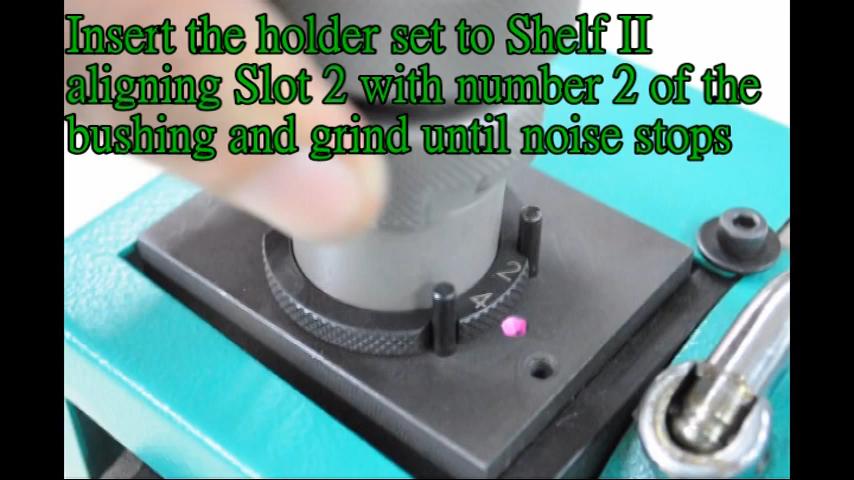 Insert the holder set to Shelf II
aligning Slot 2 with number 2 of the
bushing and grind until noise stops
2
4